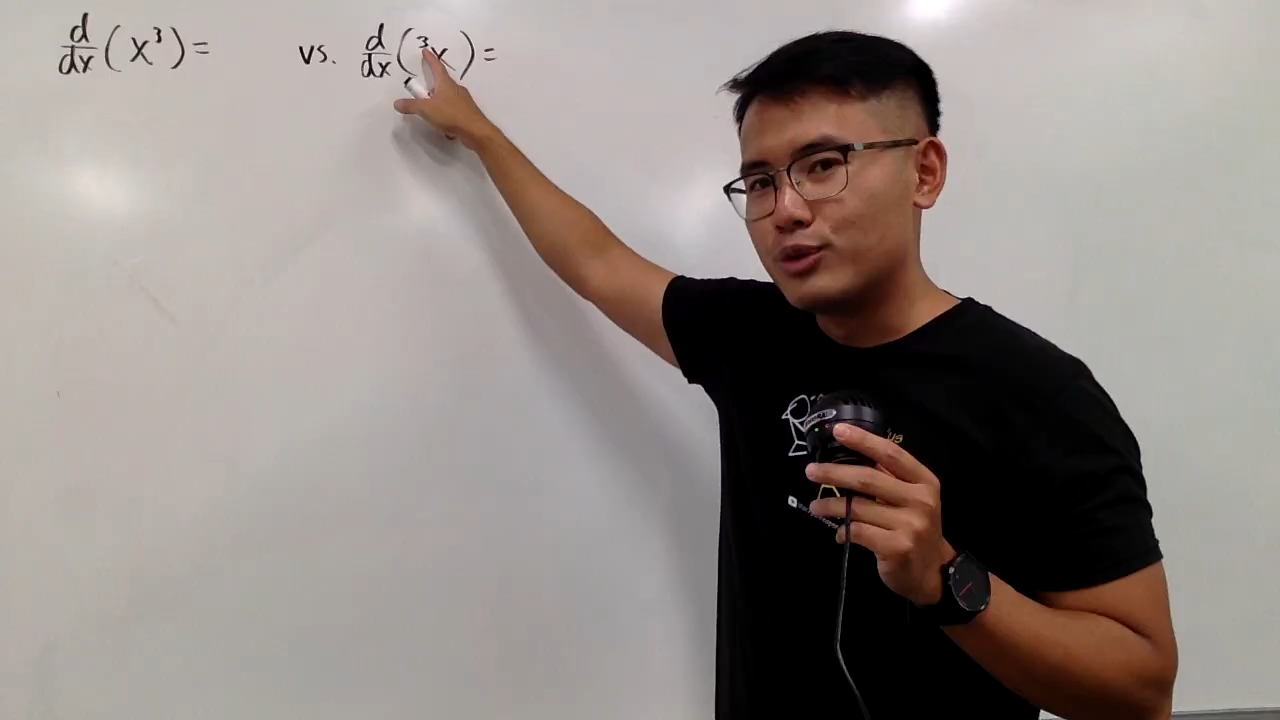 d/dx (x³) = vs. d/dx (³x) =